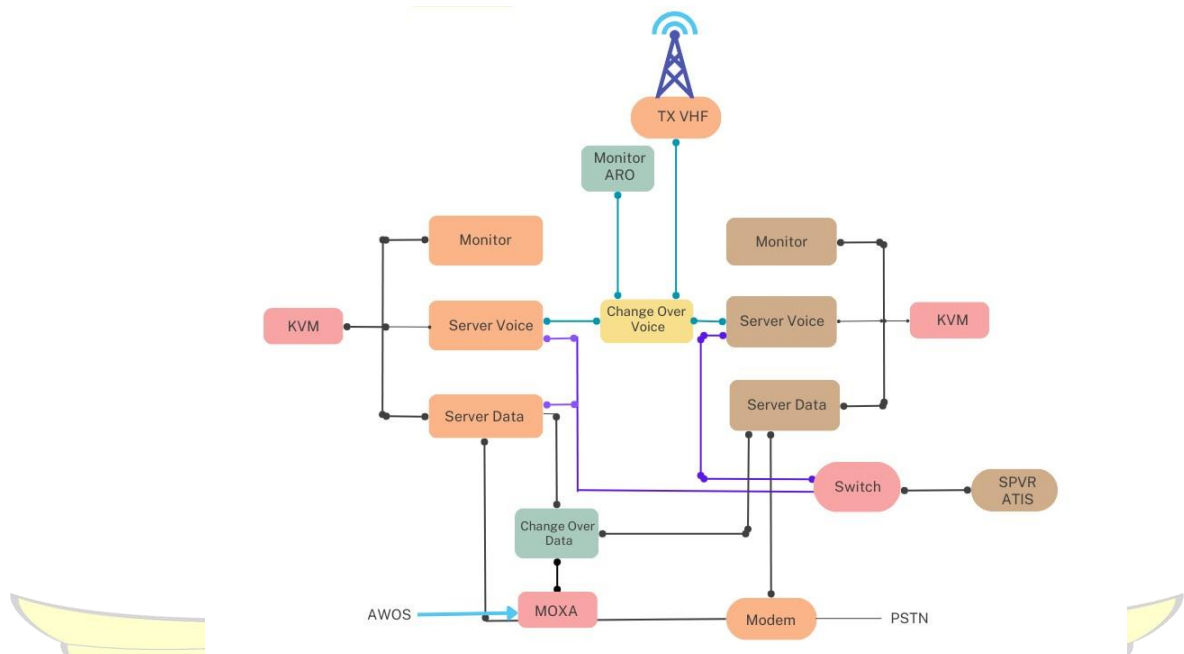 TX VHF
Monitor
ARO
Monitor
Monitor
KVM
Server Voice
Change Over
Voice
Server Voice
KVM
Server Data
Server Data
Switch
SPVR
ATIS
Change Over
Data
AWOS
MOXA
Modem
PSTN